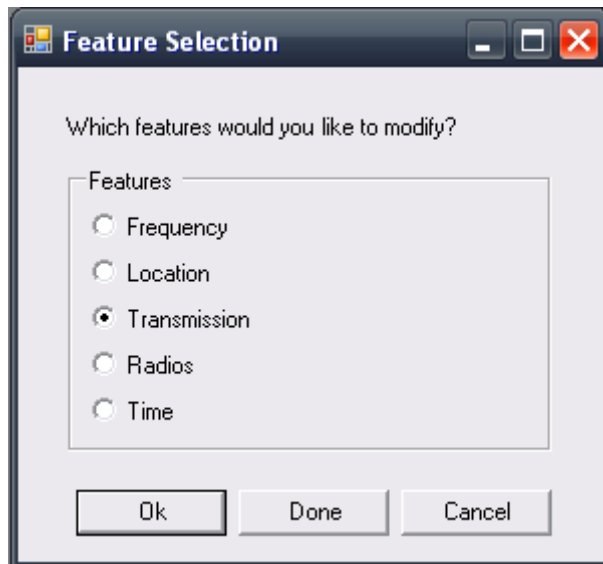 Feature Selection
Which features would you like to modify?
Features
Frequency
Location
Transmission
Radios
Time
Ok Done Cancel